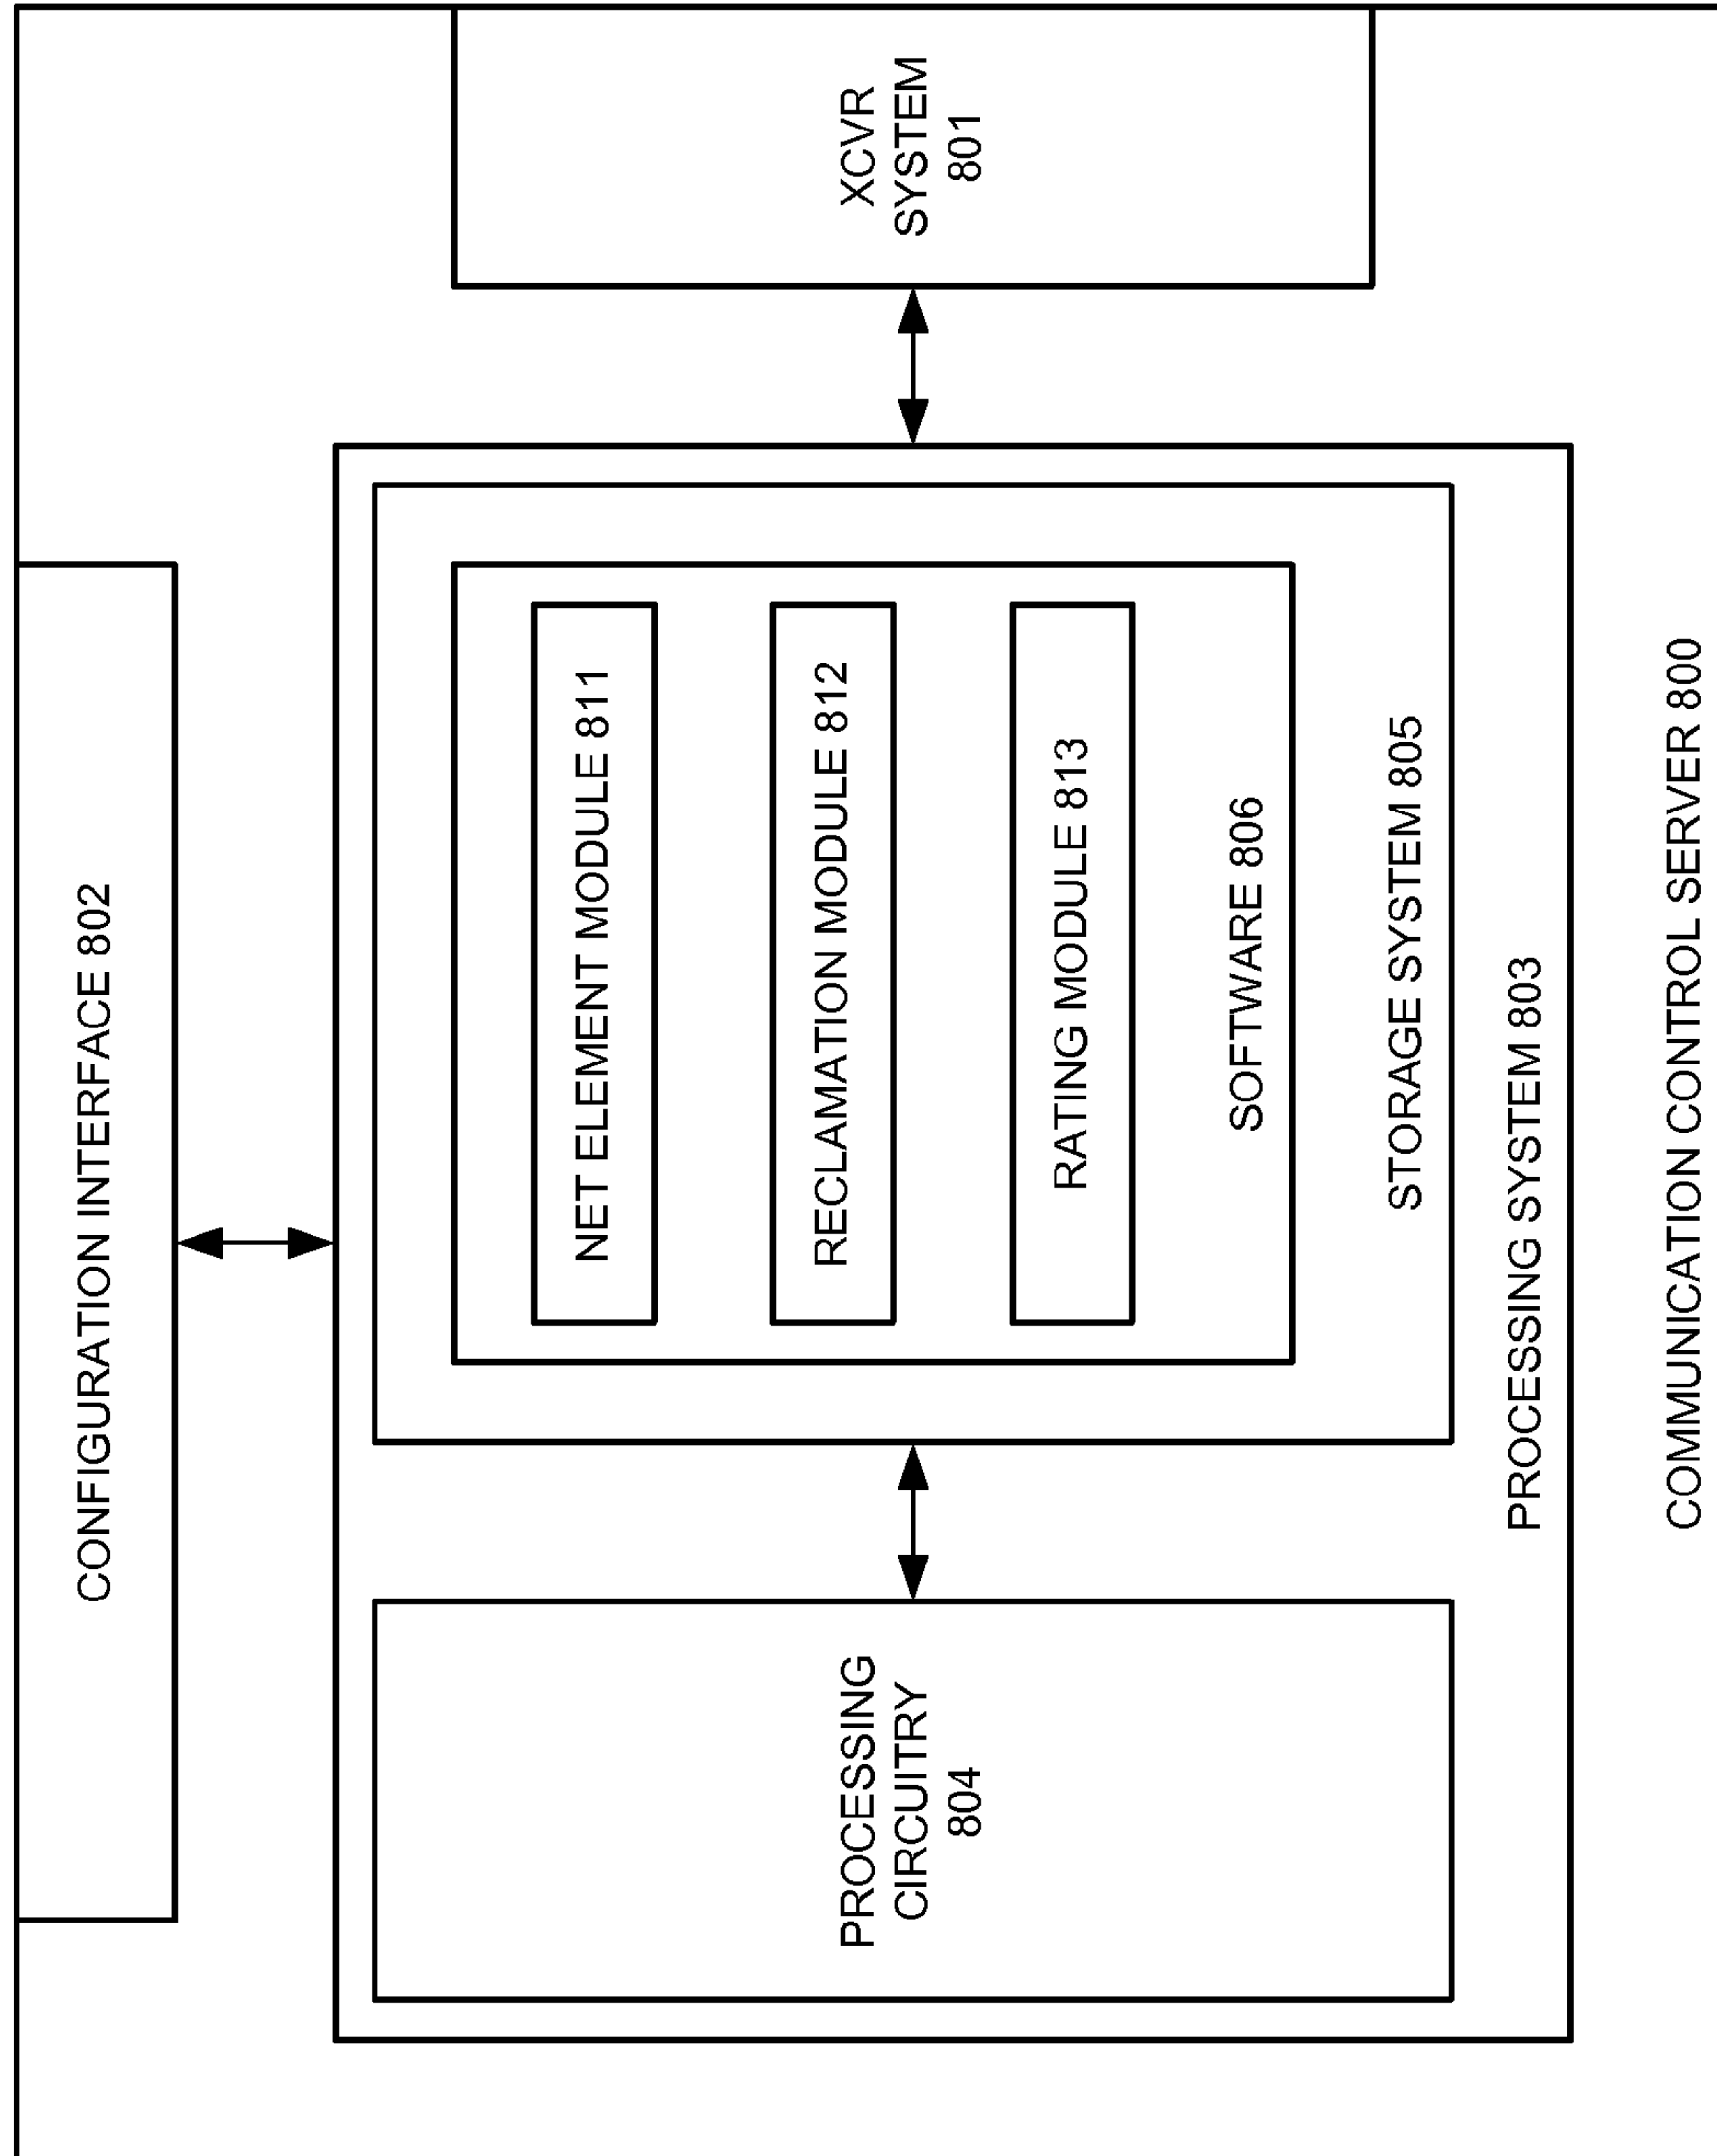 CONFIGURATION INTERFACE 802
PROCESSING
CIRCUITRY
804
NET ELEMENT MODULE 811
RECLAMATION MODULE 812
RATING MODULE 813
SOFTWARE 806
STORAGE SYSTEM 805
PROCESSING SYSTEM 803
XCVR
SYSTEM
801
COMMUNICATION CONTROL SERVER 800